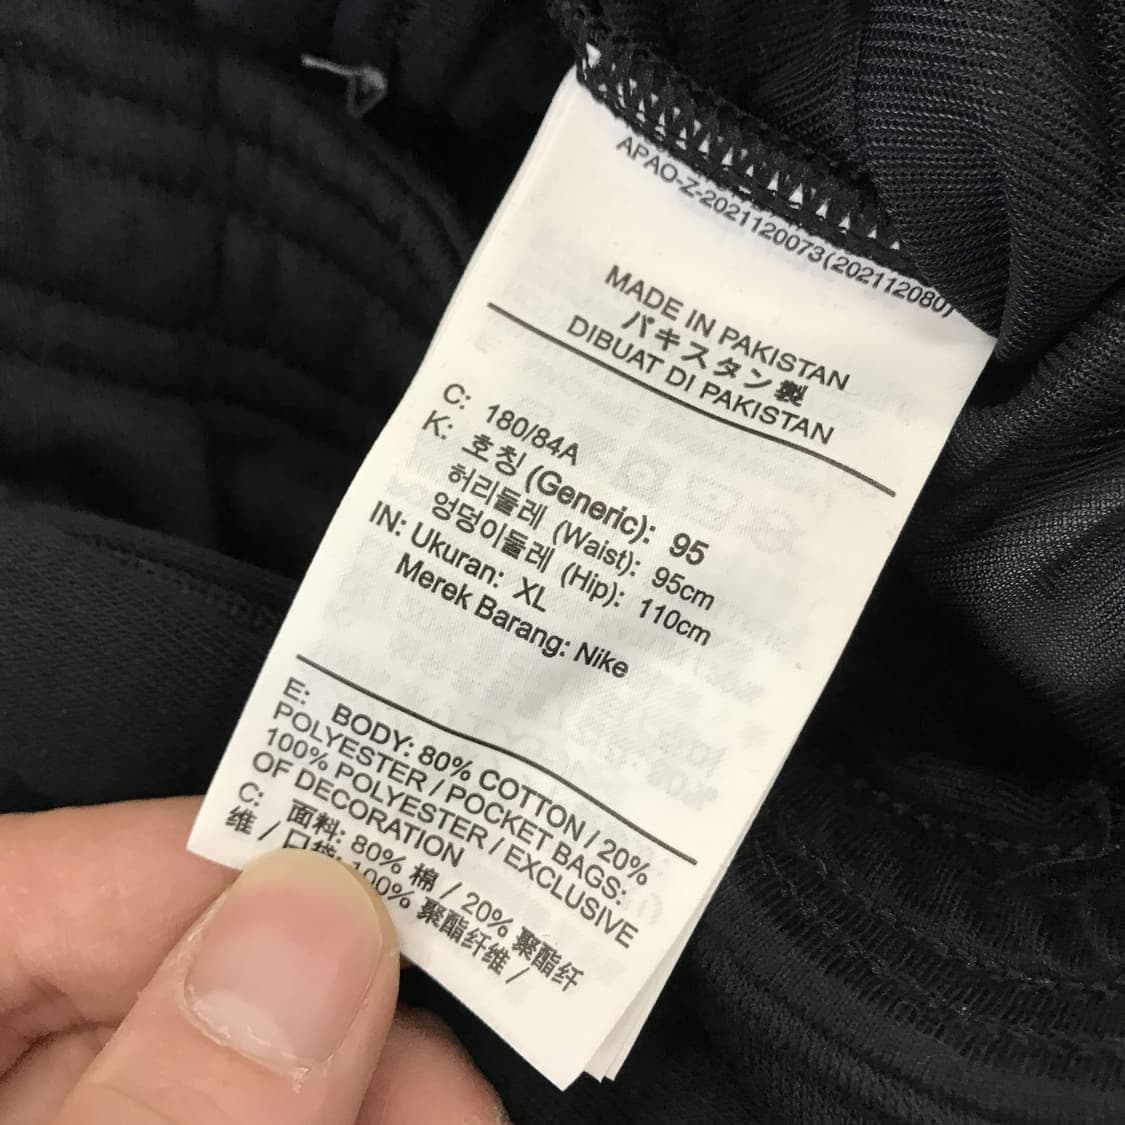 APAO-Z-2021120073(202112080)
MADE IN PAKISTAN
パキスタン製
DIBUAT DI PAKISTAN
C: 180/84A
K: 호칭 (Generic): 95
허리둘레 (Waist): 95cm
엉덩이둘레 (Hip): 110cm
IN: Ukuran: XL
Merek Barang: Nike
E: BODY: 80% COTTON / 20%
POLYESTER / POCKET BAGS:
100% POLYESTER / EXCLUSIVE
OF DECORATION
C: 面料: 80% 棉 / 20% 聚酯纤
维 / 口袋: 100% 聚酯纤维 /